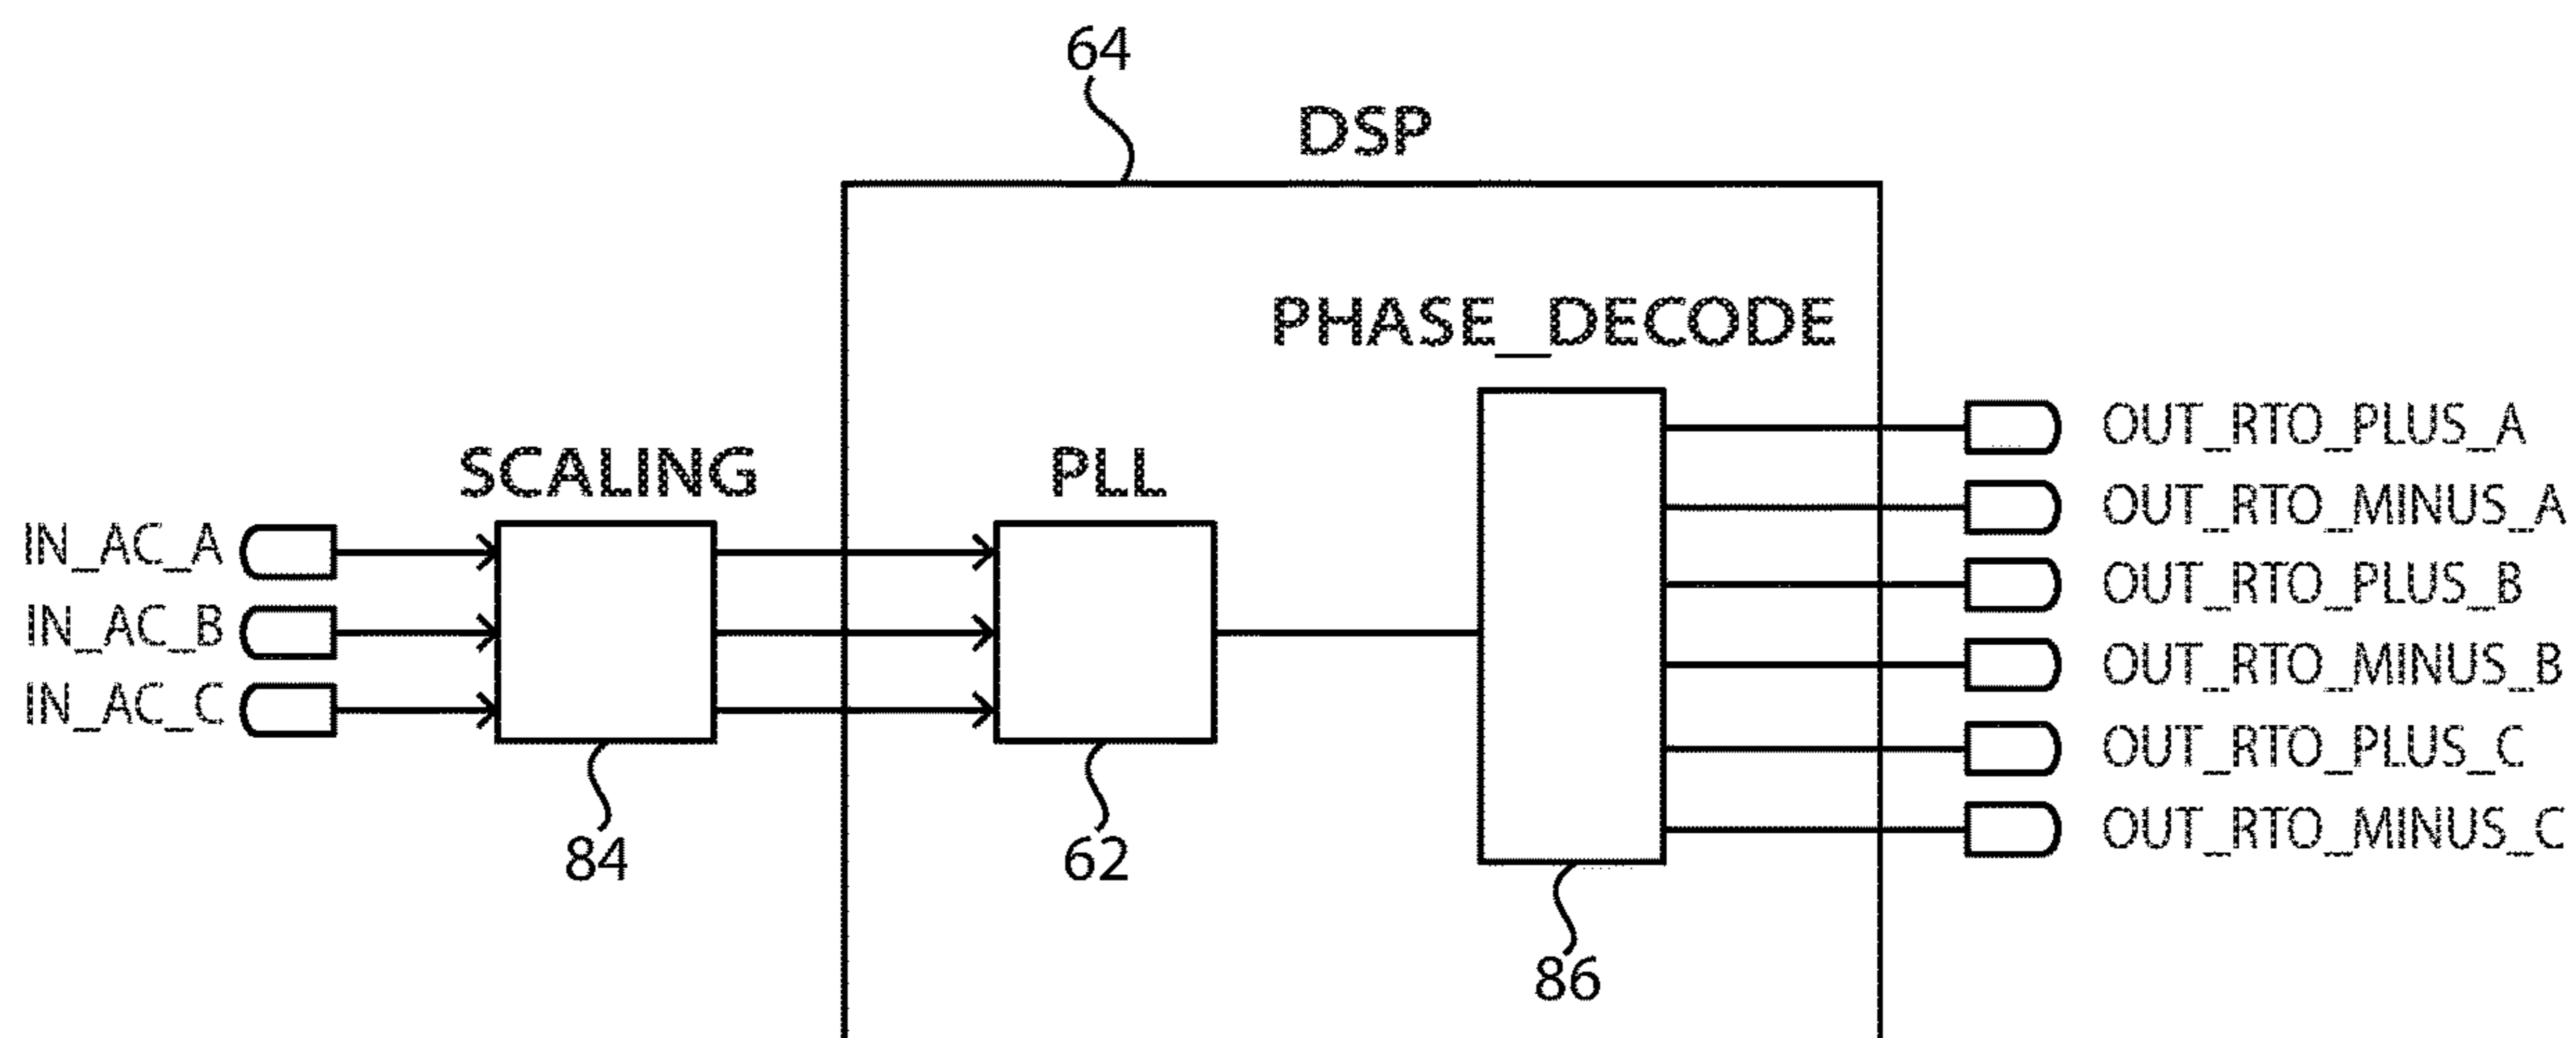 64
DSP
PHASE_DECODE
SCALING
PLL
IN_AC_A
IN_AC_B
IN_AC_C
84
62
86
OUT_RTO_PLUS_A
OUT_RTO_MINUS_A
OUT_RTO_PLUS_B
OUT_RTO_MINUS_B
OUT_RTO_PLUS_C
OUT_RTO_MINUS_C